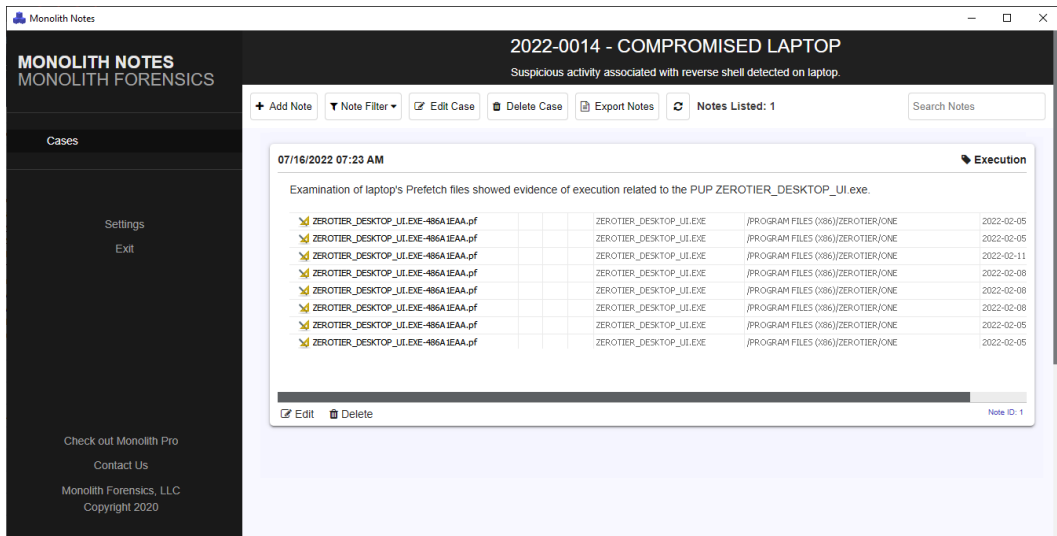 Monolith Notes
MONOLITH NOTES
MONOLITH FORENSICS
Cases
Settings
Exit
Check out Monolith Pro
Contact Us
Monolith Forensics, LLC
Copyright 2020
2022-0014 - COMPROMISED LAPTOP
Suspicious activity associated with reverse shell detected on laptop.
+ Add Note Note Filter Edit Case Delete Case Export Notes Notes Listed: 1 Search Notes
07/16/2022 07:23 AM Execution
Examination of laptop's Prefetch files showed evidence of execution related to the PUP ZEROTIER_DESKTOP_UI.exe.
ZEROTIER_DESKTOP_UI.EXE-486A1EAA.pf ZEROTIER_DESKTOP_UI.EXE /PROGRAM FILES (X86)/ZEROTIER/ONE 2022-02-05
ZEROTIER_DESKTOP_UI.EXE-486A1EAA.pf ZEROTIER_DESKTOP_UI.EXE /PROGRAM FILES (X86)/ZEROTIER/ONE 2022-02-05
ZEROTIER_DESKTOP_UI.EXE-486A1EAA.pf ZEROTIER_DESKTOP_UI.EXE /PROGRAM FILES (X86)/ZEROTIER/ONE 2022-02-11
ZEROTIER_DESKTOP_UI.EXE-486A1EAA.pf ZEROTIER_DESKTOP_UI.EXE /PROGRAM FILES (X86)/ZEROTIER/ONE 2022-02-08
ZEROTIER_DESKTOP_UI.EXE-486A1EAA.pf ZEROTIER_DESKTOP_UI.EXE /PROGRAM FILES (X86)/ZEROTIER/ONE 2022-02-08
ZEROTIER_DESKTOP_UI.EXE-486A1EAA.pf ZEROTIER_DESKTOP_UI.EXE /PROGRAM FILES (X86)/ZEROTIER/ONE 2022-02-08
ZEROTIER_DESKTOP_UI.EXE-486A1EAA.pf ZEROTIER_DESKTOP_UI.EXE /PROGRAM FILES (X86)/ZEROTIER/ONE 2022-02-05
ZEROTIER_DESKTOP_UI.EXE-486A1EAA.pf ZEROTIER_DESKTOP_UI.EXE /PROGRAM FILES (X86)/ZEROTIER/ONE 2022-02-05
Edit Delete Note ID: 1